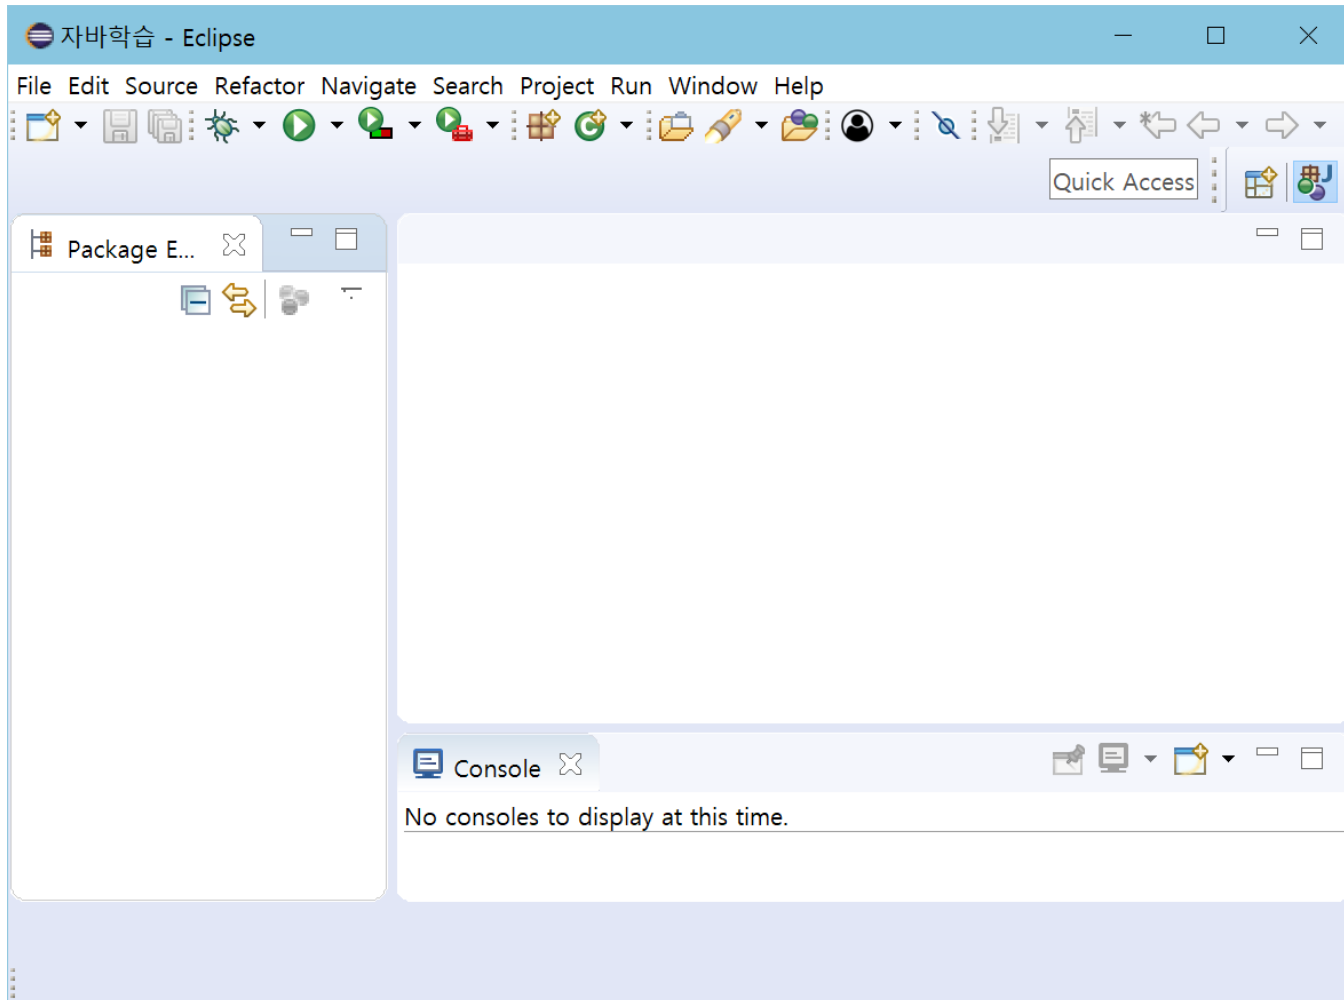 자바학습 - Eclipse
File Edit Source Refactor Navigate Search Project Run Window Help
Quick Access
Package E...
Console
No consoles to display at this time.